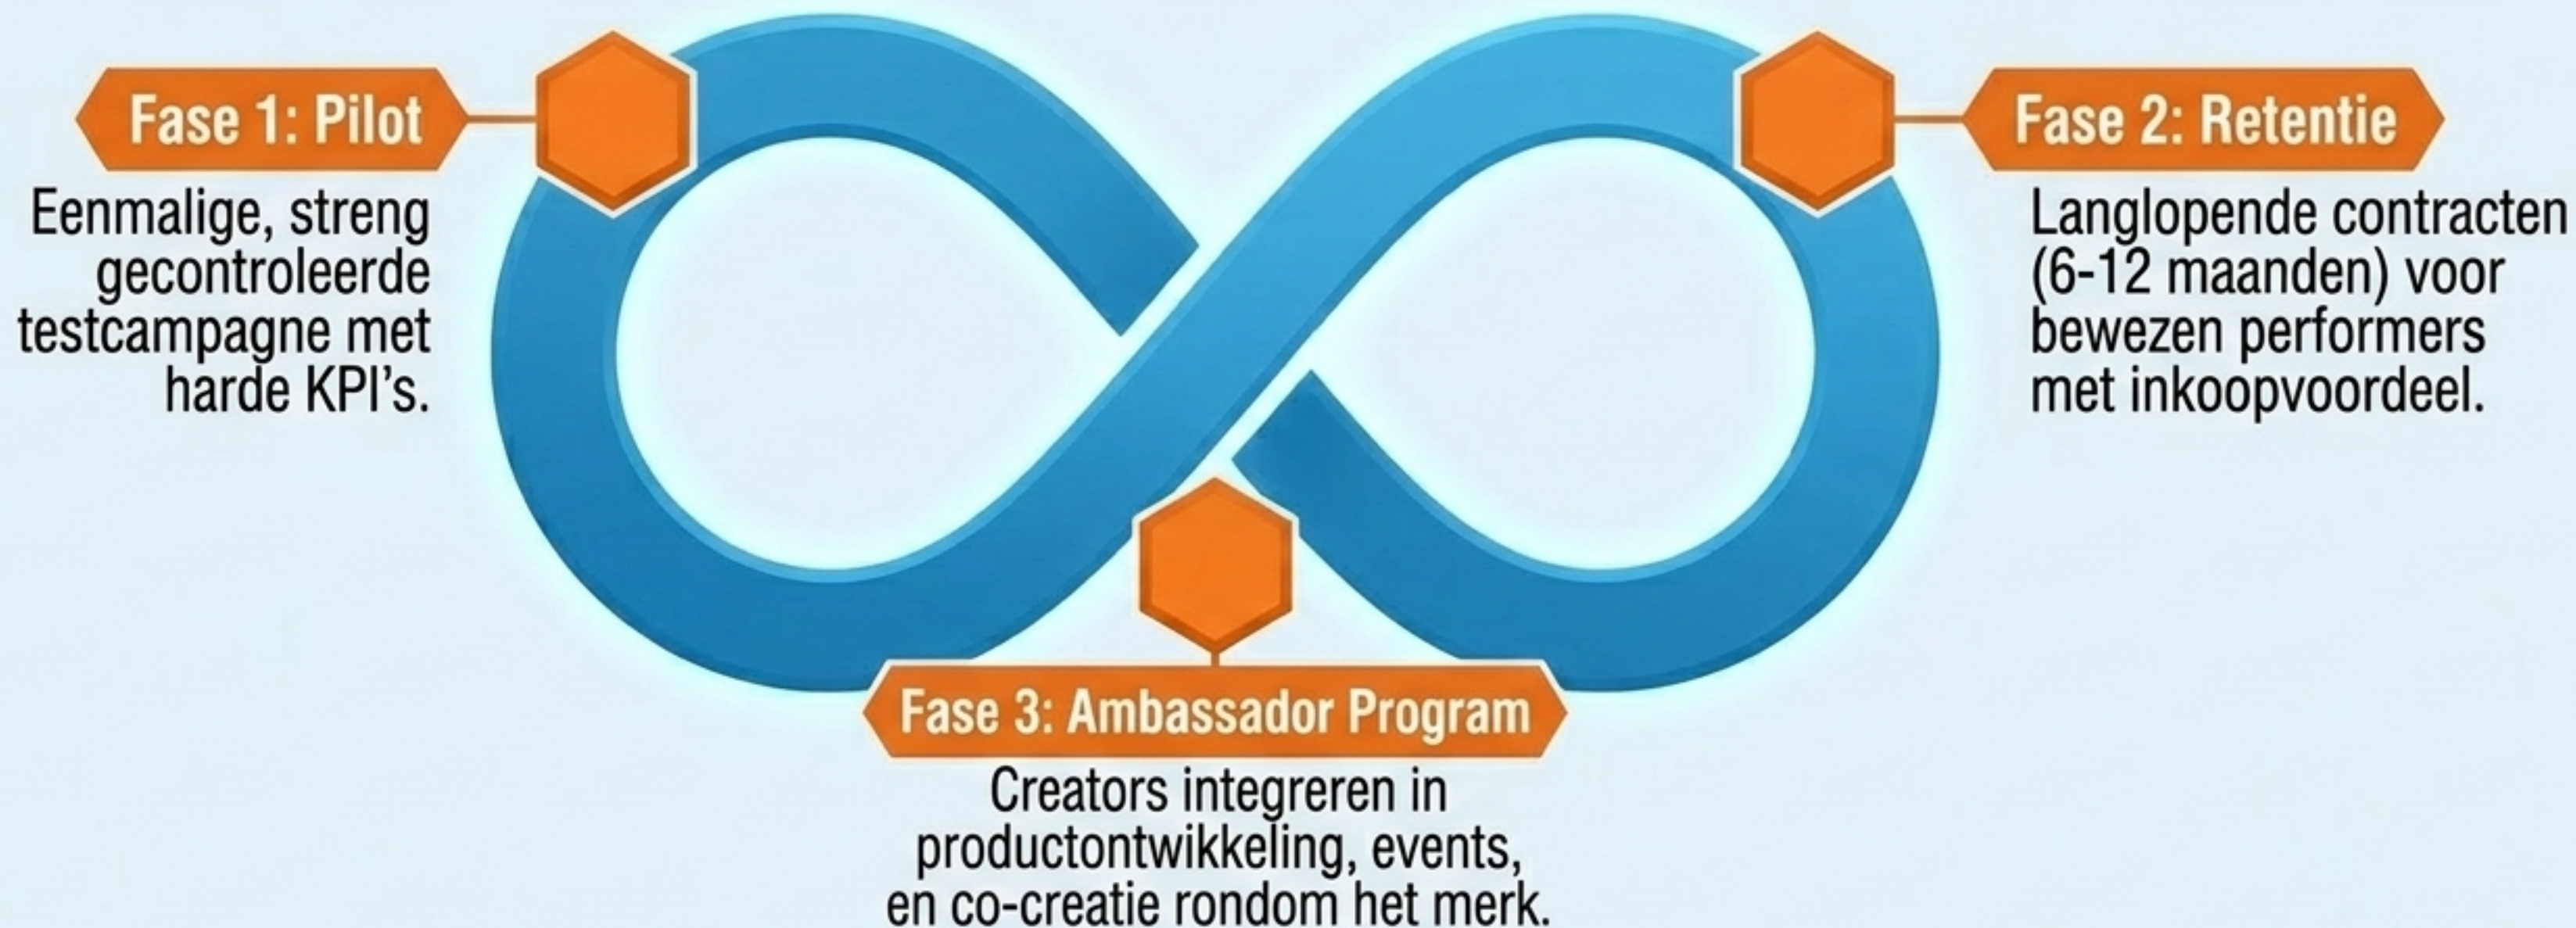 Fase 1: Pilot
Eenmalige, streng
gecontroleerde
testcampagne met
harde KPI's.
Fase 2: Retentie
Langlopende contracten
(6-12 maanden) voor
bewezen performers
met inkoopvoordeel.
Fase 3: Ambassador Program
Creators integreren in
productontwikkeling, events,
en co-creatie rondom het merk.